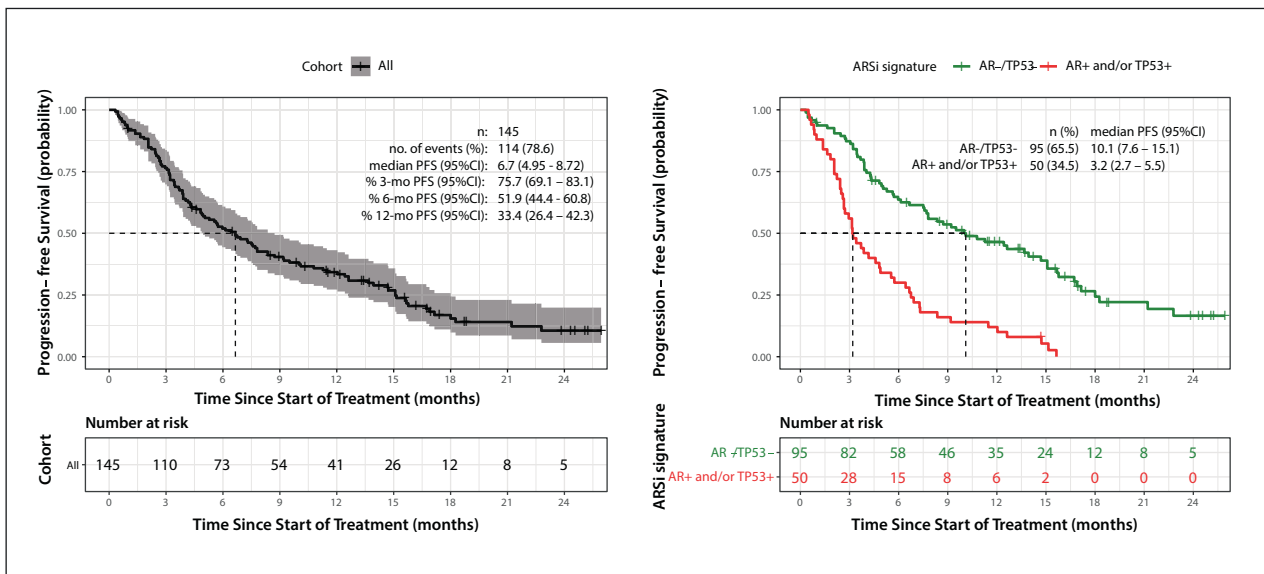 Cohort All
Progression– free Survival (probability)
1.00
0.75
0.50
0.25
0.00
n: 145
no. of events (%): 114 (78.6)
median PFS (95%CI): 6.7 (4.95 - 8.72)
% 3-mo PFS (95%CI): 75.7 (69.1 – 83.1)
% 6-mo PFS (95%CI): 51.9 (44.4 - 60.8)
% 12-mo PFS (95%CI): 33.4 (26.4 – 42.3)
0 3 6 9 12 15 18 21 24
Time Since Start of Treatment (months)
Number at risk
Cohort
All 145 110 73 54 41 26 12 8 5
0 3 6 9 12 15 18 21 24
Time Since Start of Treatment (months)
ARSi signature AR–/TP53- AR+ and/or TP53+
Progression– free Survival (probability)
1.00
0.75
0.50
0.25
0.00
n (%) median PFS (95%CI)
AR-/TP53- 95 (65.5) 10.1 (7.6 – 15.1)
AR+ and/or TP53+ 50 (34.5) 3.2 (2.7 – 5.5)
0 3 6 9 12 15 18 21 24
Time Since Start of Treatment (months)
Number at risk
ARSi signature
AR -/TP53– 95 82 58 46 35 24 12 8 5
AR+ and/or TP53+ 50 28 15 8 6 2 0 0 0
0 3 6 9 12 15 18 21 24
Time Since Start of Treatment (months)